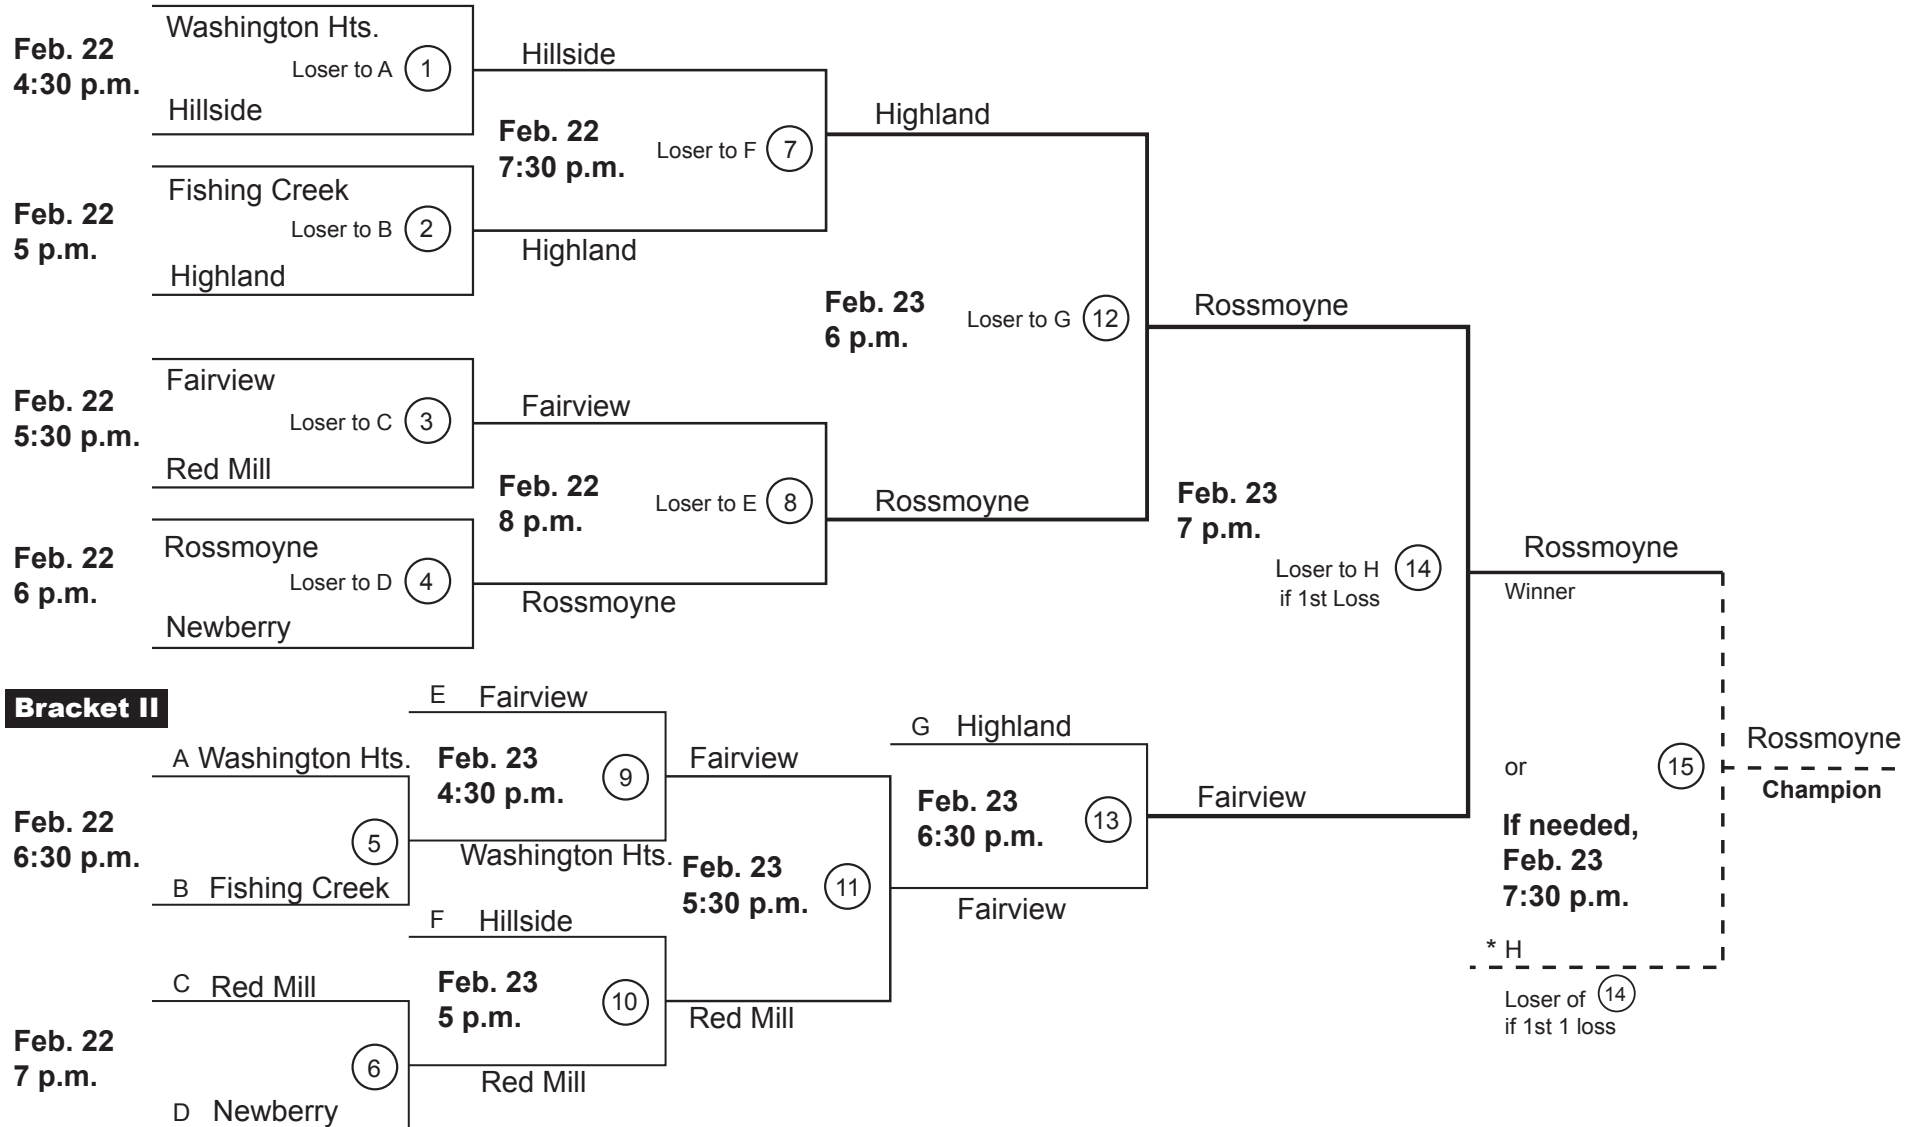 Washington Hts.
Feb. 22
4:30 p.m.
Loser to A 1
Hillside
Hillside
Feb. 22
7:30 p.m.
Loser to F 7
Fishing Creek
Feb. 22
5 p.m.
Loser to B 2
Highland
Highland
Highland
Feb. 23
6 p.m.
Loser to G 12
Fairview
Feb. 22
5:30 p.m.
Loser to C 3
Red Mill
Fairview
Feb. 22
8 p.m.
Loser to E 8
Rossmoyne
Feb. 22
6 p.m.
Loser to D 4
Newberry
Rossmoyne
Rossmoyne
Rossmoyne
Feb. 23
7 p.m.
Loser to H 14
if 1st Loss
Rossmoyne
Winner
Bracket II
A Washington Hts.
Feb. 22
6:30 p.m.
5
B Fishing Creek
C Red Mill
Feb. 22
7 p.m.
6
D Newberry
E Fairview
Feb. 23
4:30 p.m.
9
Washington Hts.
F Hillside
Feb. 23
5 p.m.
10
Red Mill
Fairview
Feb. 23
5:30 p.m.
11
Red Mill
G Highland
Feb. 23
6:30 p.m.
13
Fairview
Fairview
or
15
If needed,
Feb. 23
7:30 p.m.
* H
Loser of 14
if 1st 1 loss
Rossmoyne
Champion